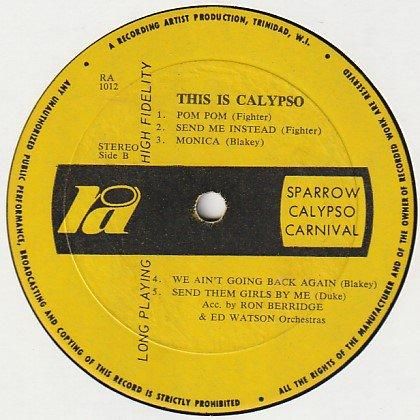 A RECORDING ARTIST PRODUCTION, TRINIDAD, W.I.
ALL THE RIGHTS OF THE MANUFACTURER AND OF THE OWNER OF RECORDED WORK ARE RESERVED
ANY UNAUTHORIZED PUBLIC PERFORMANCE, BROADCASTING AND COPYING OF THIS RECORD IS STRICTLY PROHIBITED
RA
1012
LONG PLAYING HIGH FIDELITY
THIS IS CALYPSO
1. POM POM (Fighter)
2. SEND ME INSTEAD (Fighter)
3. MONICA (Blakey)
STEREO
Side B
ra
SPARROW
CALYPSO
CARNIVAL
4. WE AIN'T GOING BACK AGAIN (Blakey)
5. SEND THEM GIRLS BY ME (Duke)
Acc. by RON BERRIDGE
& ED WATSON Orchestras